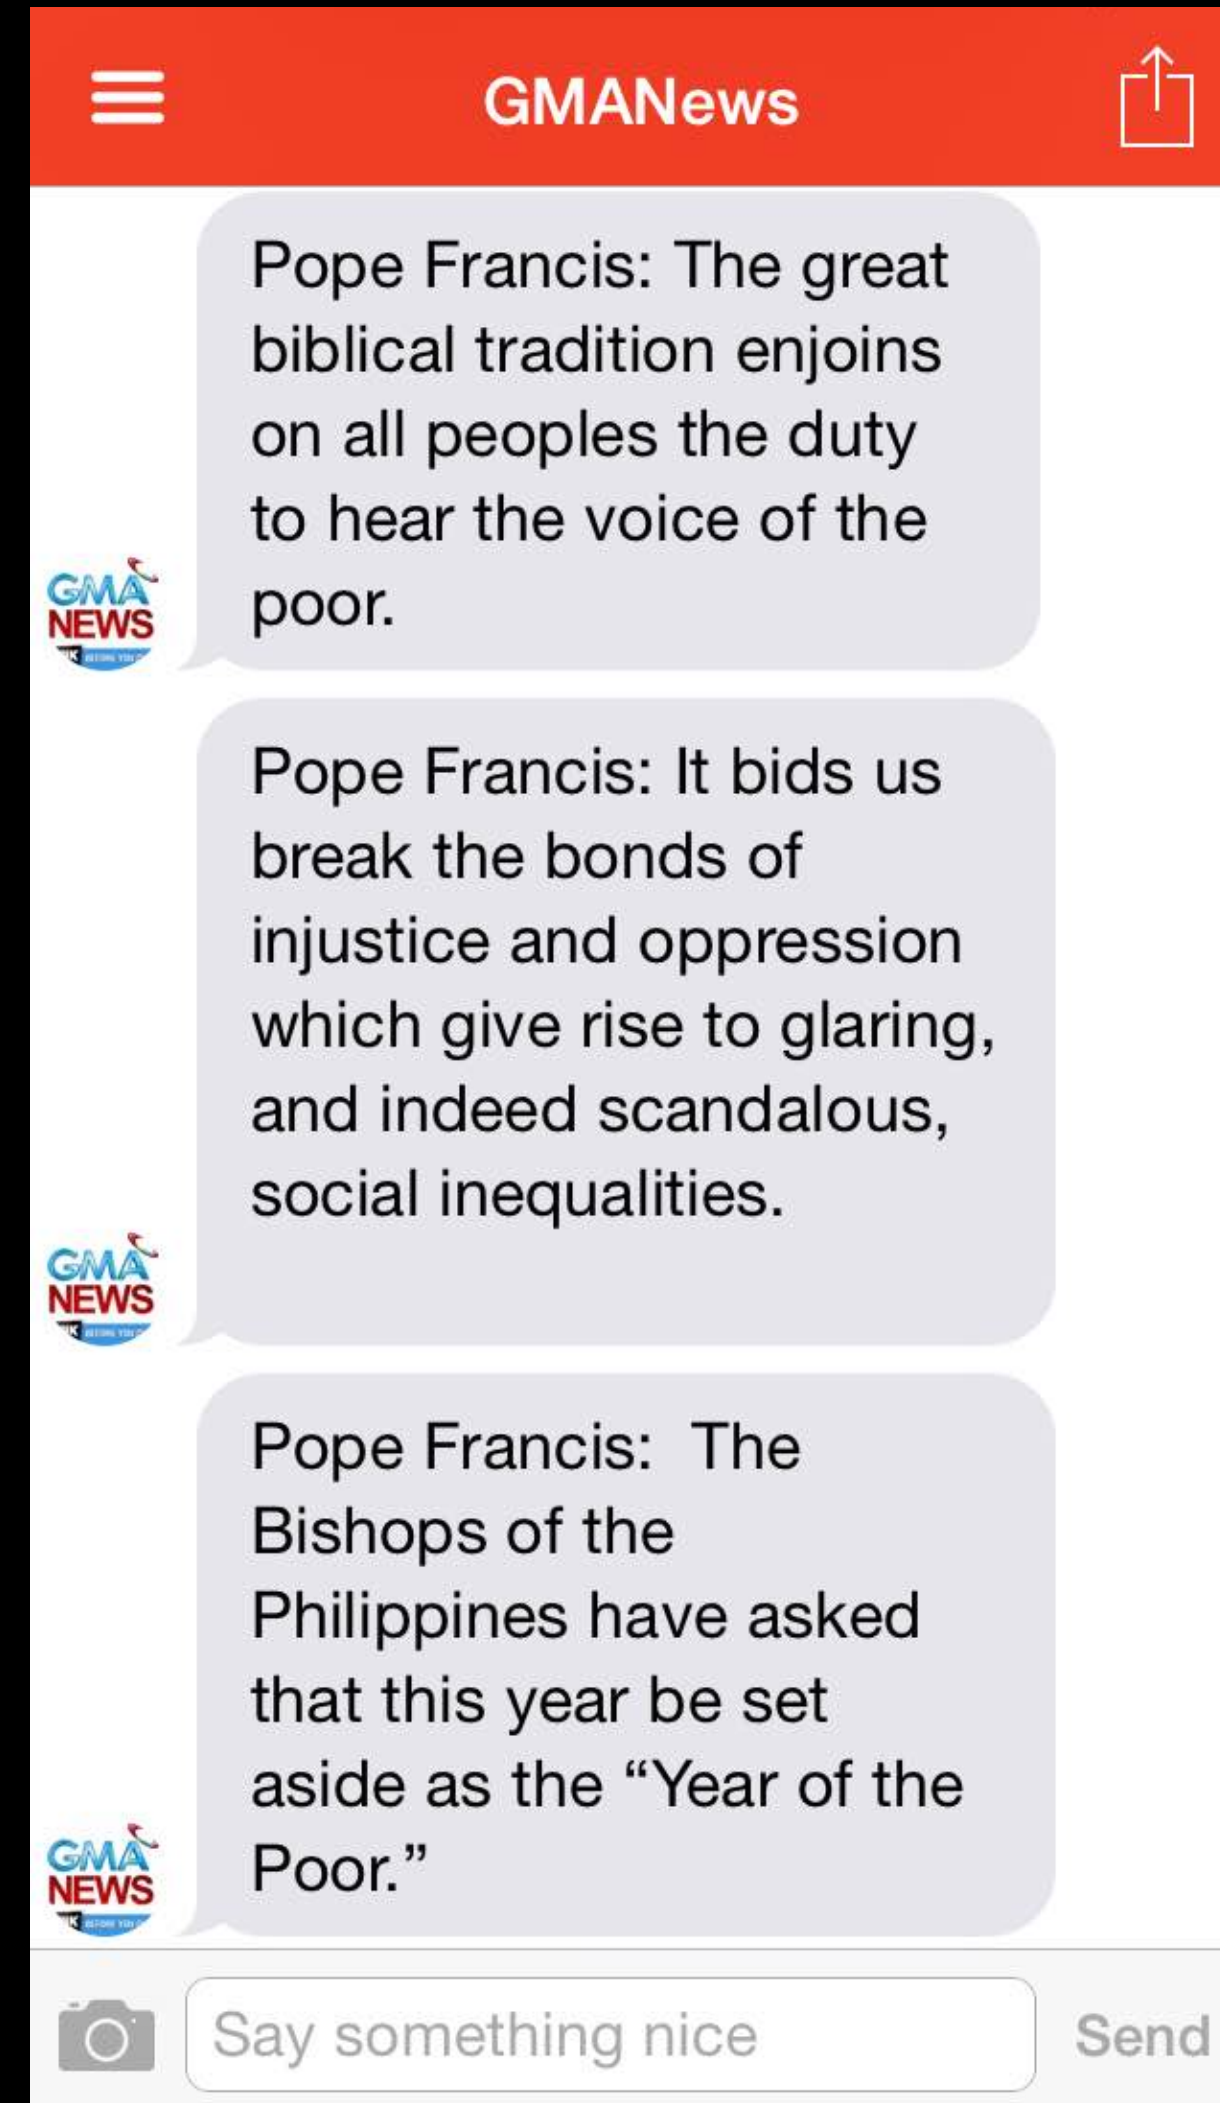 GMANews
Pope Francis: The great
biblical tradition enjoins
on all peoples the duty
to hear the voice of the
poor.
GMA
NEWS
Pope Francis: It bids us
break the bonds of
injustice and oppression
which give rise to glaring,
and indeed scandalous,
social inequalities.
GMA
NEWS
Pope Francis:  The
Bishops of the
Philippines have asked
that this year be set
aside as the “Year of the
Poor.”
GMA
NEWS
Say something nice
Send